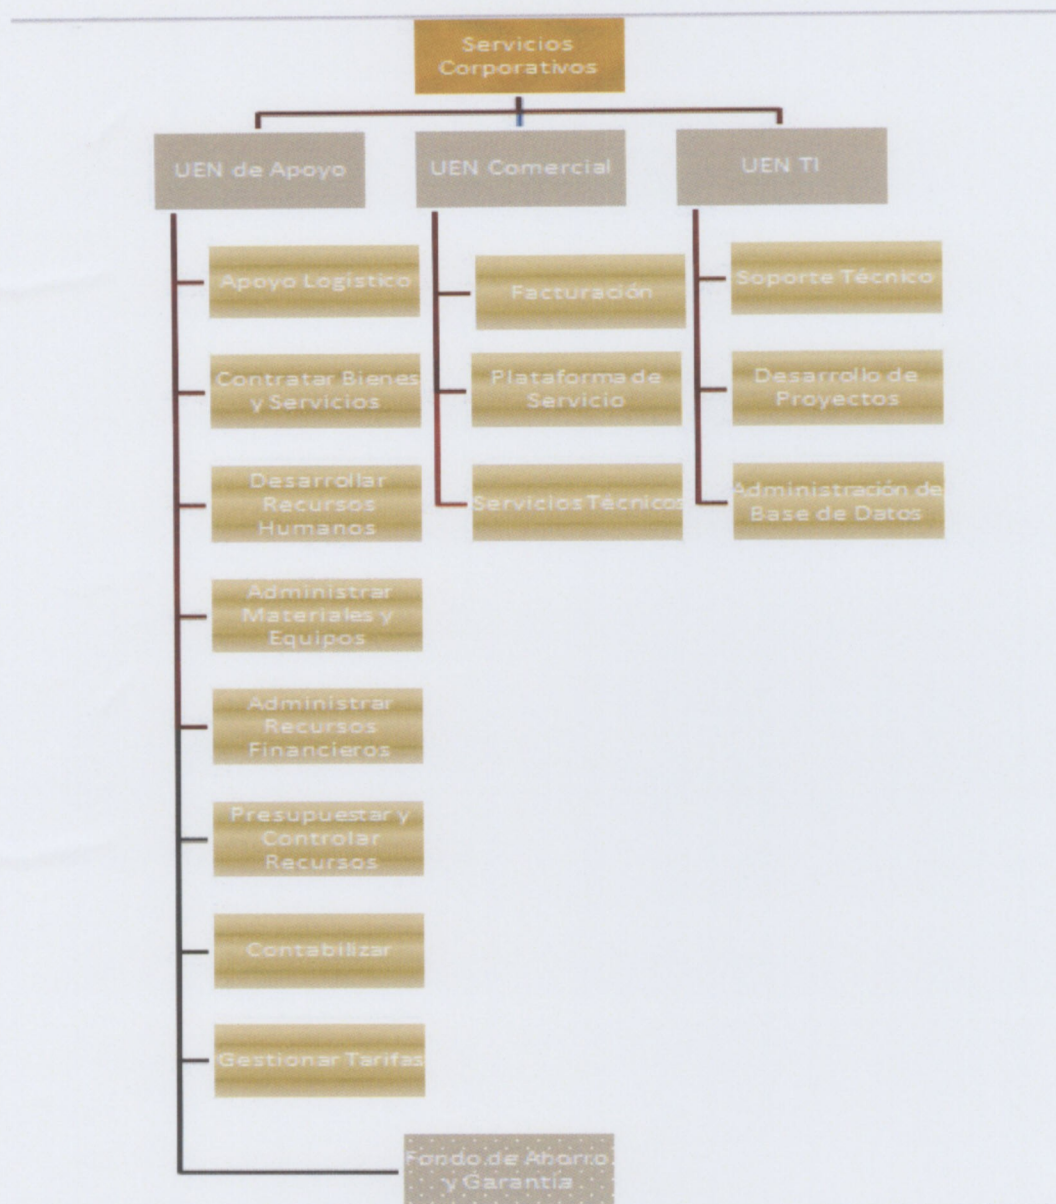 Servicios
Corporativos
UEN de Apoyo
UEN Comercial
UEN TI
Apoyo Logístico
Contratar Bienes
y Servicios
Desarrollar
Recursos
Humanos
Administrar
Materiales y
Equipos
Administrar
Recursos
Financieros
Presupuestar y
Controlar
Recursos
Contabilizar
Gestionar Tarifas
Fondo de Ahorro
y Garantía
Facturación
Plataforma de
Servicio
Servicios Técnicos
Soporte Técnico
Desarrollo de
Proyectos
Administración de
Base de Datos